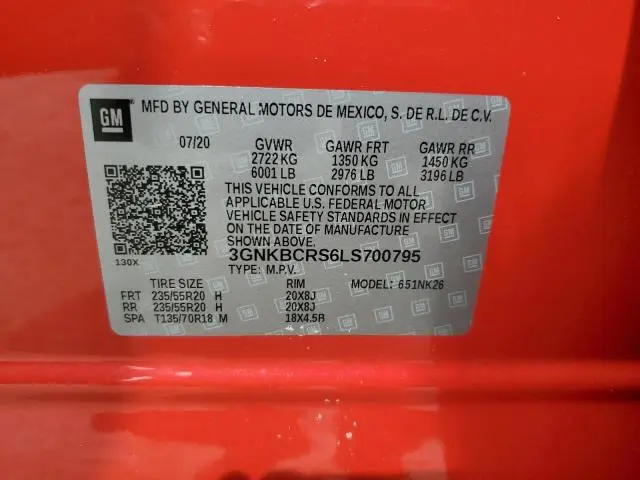 GM MFD BY GENERAL MOTORS DE MEXICO, S. DE R.L. DE C.V.
07/20 GVWR GAWR FRT GAWR RR
2722 KG 1350 KG 1450 KG
6001 LB 2976 LB 3196 LB
THIS VEHICLE CONFORMS TO ALL
APPLICABLE U.S. FEDERAL MOTOR
VEHICLE SAFETY STANDARDS IN EFFECT
ON THE DATE OF MANUFACTURE
SHOWN ABOVE.
130X 3GNKBCRS6LS700795
TYPE: M.P.V.
TIRE SIZE RIM MODEL: 651NK26
FRT 235/55R20 H 20X8J
RR 235/55R20 H 20X8J
SPA T135/70R18 M 18X4.5B